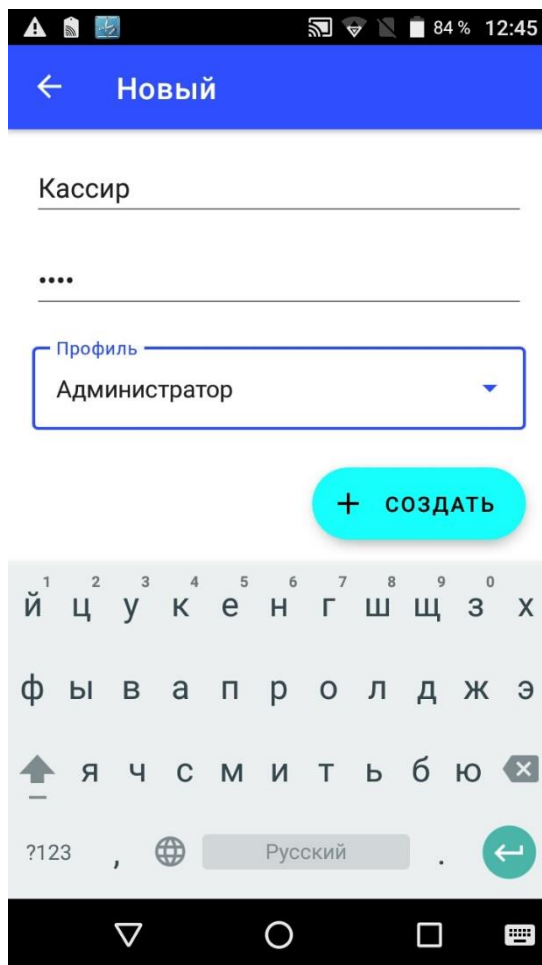 84 % 12:45
Новый
Кассир
••••
Профиль
Администратор
+ СОЗДАТЬ
1 2 3 4 5 6 7 8 9 0
й ц у к е н г ш щ з х
ф ы в а п р о л д ж э
я ч с м и т ь б ю
?123 , Русский .